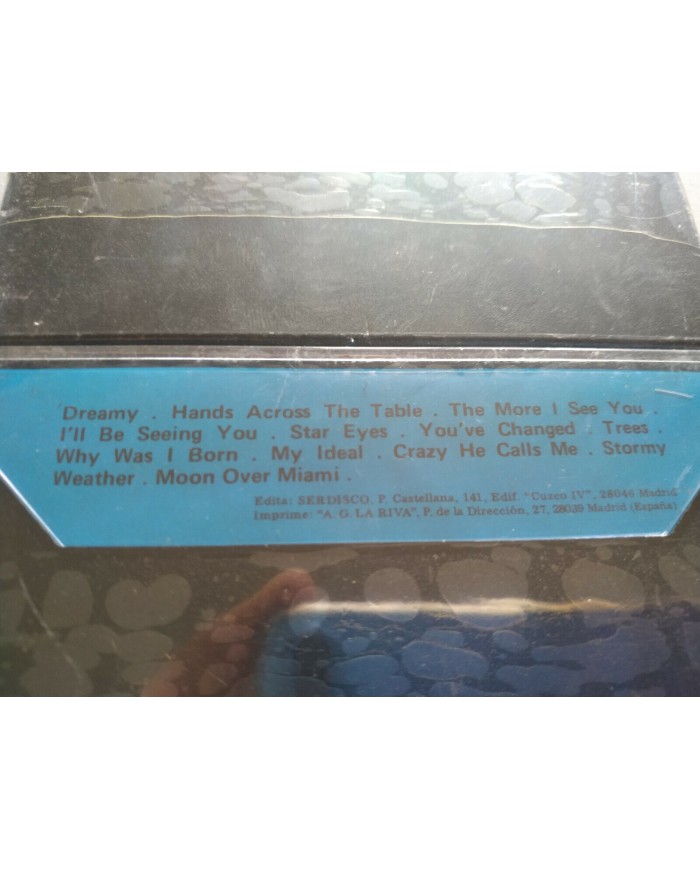 Dreamy . Hands Across The Table . The More I See You .
I'll Be Seeing You . Star Eyes . You've Changed . Trees .
Why Was I Born . My Ideal . Crazy He Calls Me . Stormy
Weather . Moon Over Miami .
Edita: SERDISCO, P. Castellana, 141, Edif. "Cuzco IV", 28046 Madrid
Imprime: "A. G. LA RIVA", P. de la Dirección, 27, 28039 Madrid (España)